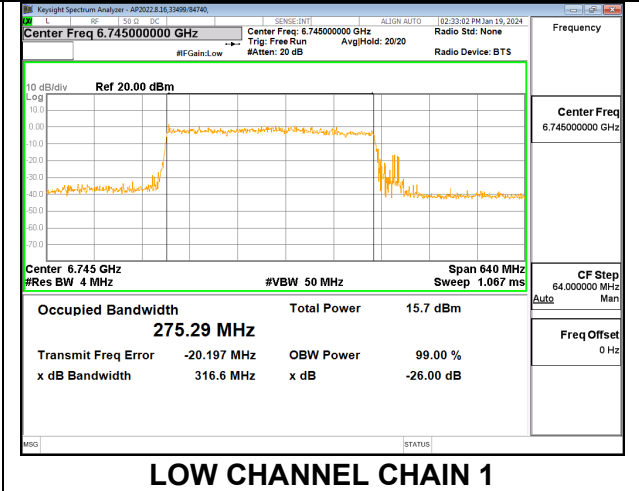 Keysight Spectrum Analyzer - AP2022.8.16,33499/84740,
L RF 50 Ω DC SENSE:INT ALIGN AUTO 02:33:02 PM Jan 19, 2024
Center Freq 6.745000000 GHz
Center Freq: 6.745000000 GHz
Radio Std: None
Trig: Free Run Avg|Hold: 20/20
#IFGain:Low #Atten: 20 dB Radio Device: BTS
Frequency
10 dB/div Ref 20.00 dBm
Log
10.0
0.00
-10.0
-20.0
-30.0
-40.0
-50.0
-60.0
-70.0
Center 6.745 GHz Span 640 MHz
#Res BW 4 MHz #VBW 50 MHz Sweep 1.067 ms
Occupied Bandwidth Total Power 15.7 dBm
275.29 MHz
Transmit Freq Error -20.197 MHz OBW Power 99.00 %
x dB Bandwidth 316.6 MHz x dB -26.00 dB
Center Freq
6.745000000 GHz
CF Step
64.000000 MHz
Auto Man
Freq Offset
0 Hz
MSG STATUS
LOW CHANNEL CHAIN 1